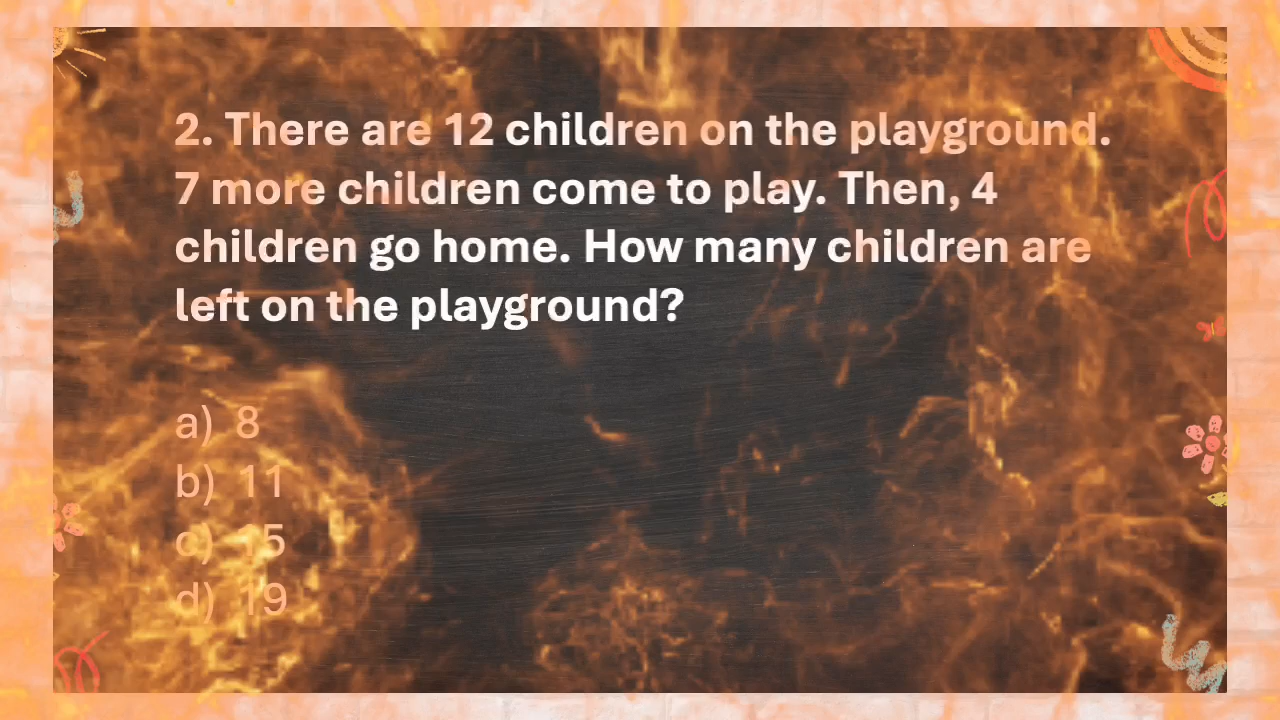 2. There are 12 children on the playground.
7 more children come to play. Then, 4
children go home. How many children are
left on the playground?
a) 8
b) 11
c) 15
d) 19